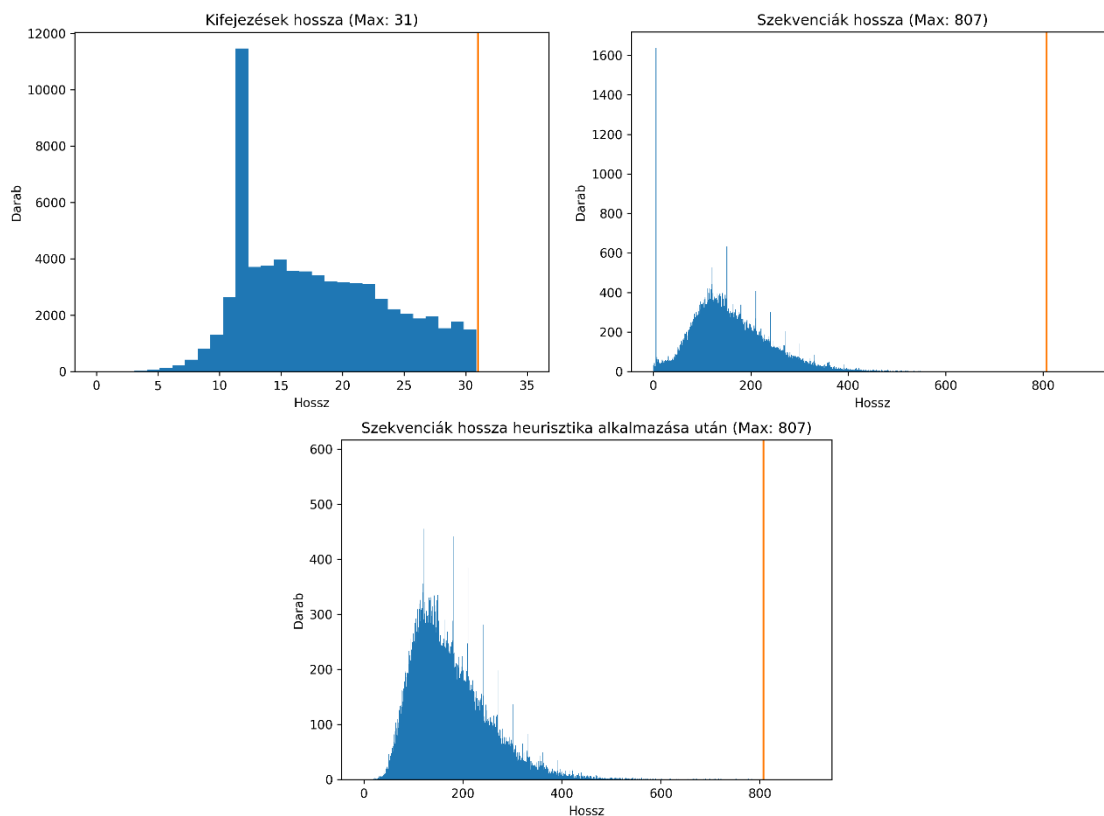 Kifejezések hossza (Max: 31)
12000
10000
8000
6000
4000
2000
0
Darab
0 5 10 15 20 25 30 35
Hossz
Szekvenciák hossza (Max: 807)
1600
1400
1200
1000
800
600
400
200
0
Darab
0 200 400 600 800
Hossz
Szekvenciák hossza heurisztika alkalmazása után (Max: 807)
600
500
400
300
200
100
0
Darab
0 200 400 600 800
Hossz